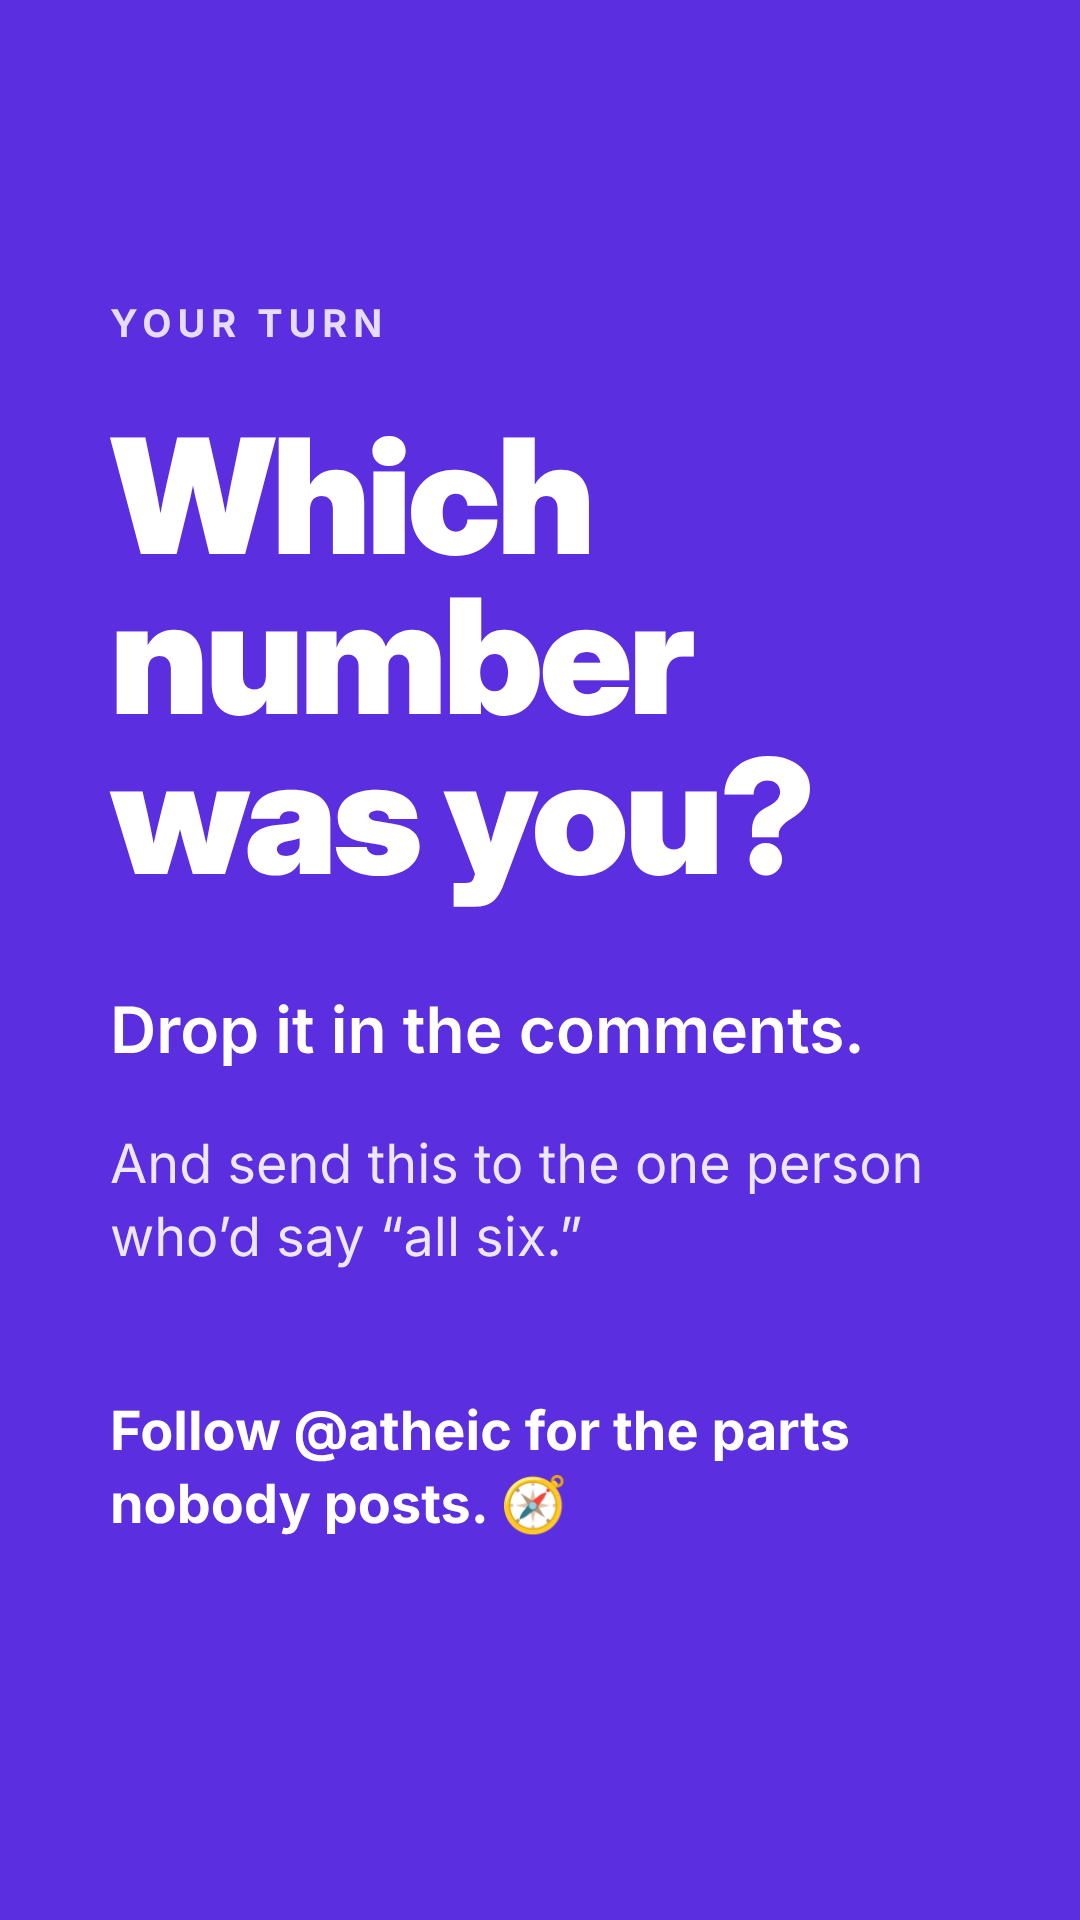 YOUR TURN
Which
number
was you?
Drop it in the comments.
And send this to the one person
who’d say “all six.”
Follow @atheic for the parts
nobody posts. 🧭